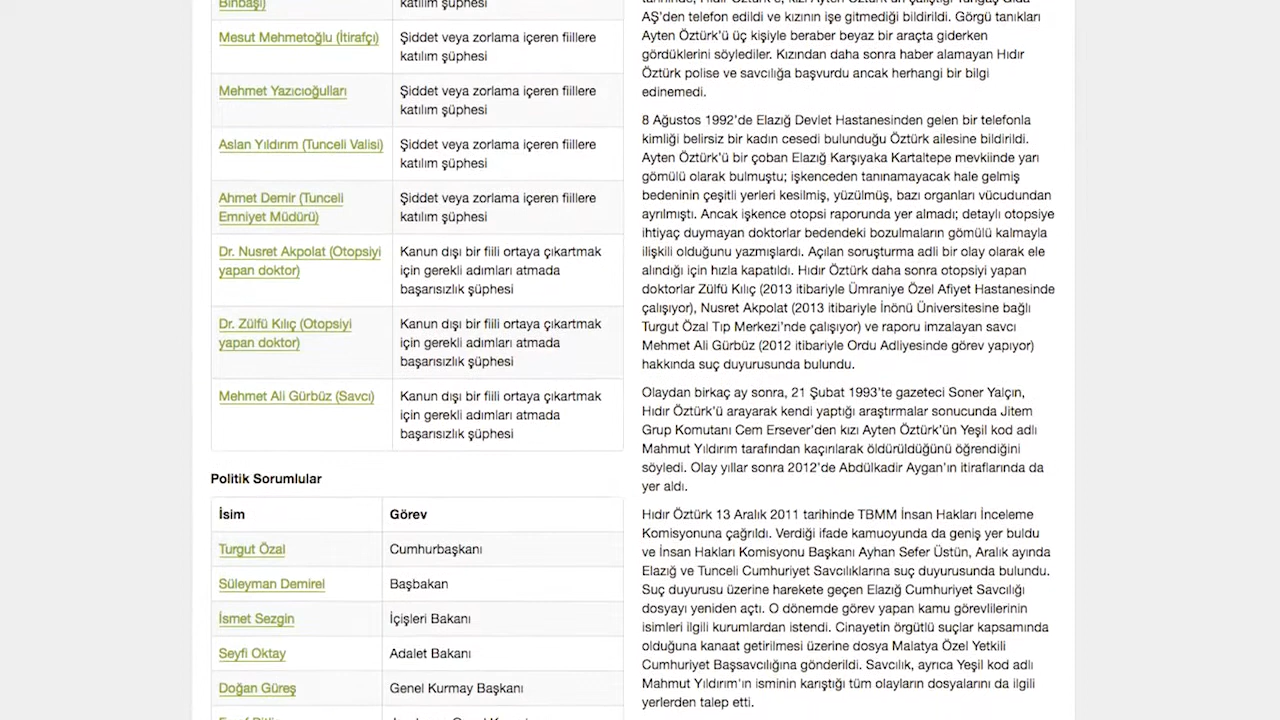 Binbaşı)
Şüphesi
Mesut Mehmetoğlu (İtirafçı)
Şiddet veya zorlama içeren fiillere
katılım şüphesi
Mehmet Yazıcıoğulları
Şiddet veya zorlama içeren fiillere
katılım şüphesi
Aslan Yıldırım (Tunceli Valisi)
Şiddet veya zorlama içeren fiillere
katılım şüphesi
Ahmet Demir (Tunceli
Emniyet Müdürü)
Şiddet veya zorlama içeren fiillere
katılım şüphesi
Dr. Nusret Akpolat (Otopsiyi
yapan doktor)
Kanun dışı bir fiili ortaya çıkartmak
için gerekli adımları atmada
başarısızlık şüphesi
Dr. Zülfü Kılıç (Otopsiyi
yapan doktor)
Kanun dışı bir fiili ortaya çıkartmak
için gerekli adımları atmada
başarısızlık şüphesi
Mehmet Ali Gürbüz (Savcı)
Kanun dışı bir fiili ortaya çıkartmak
için gerekli adımları atmada
başarısızlık şüphesi
Politik Sorumlular
İsim Görev
Turgut Özal Cumhurbaşkanı
Süleyman Demirel Başbakan
İsmet Sezgin İçişleri Bakanı
Seyfi Oktay Adalet Bakanı
Doğan Güreş Genel Kurmay Başkanı
AŞ'den telefon edildi ve kızının işe gitmediği bildirildi. Görgü tanıkları
Ayten Öztürk'ü üç kişiyle beraber beyaz bir araçta giderken
gördüklerini söylediler. Kızından daha sonra haber alamayan Hıdır
Öztürk polise ve savcılığa başvurdu ancak herhangi bir bilgi
edinemedi.
8 Ağustos 1992'de Elazığ Devlet Hastanesinden gelen bir telefonla
kimliği belirsiz bir kadın cesedi bulunduğu Öztürk ailesine bildirildi.
Ayten Öztürk'ü bir çoban Elazığ Karşıyaka Kartaltepe mevkiinde yarı
gömülü olarak bulmuştu; işkenceden tanınamayacak hale gelmiş
bedeninin çeşitli yerleri kesilmiş, yüzülmüş, bazı organları vücudundan
ayrılmıştı. Ancak işkence otopsi raporunda yer almadı; detaylı otopsiye
ihtiyaç duymayan doktorlar bedendeki bozulmaların gömülü kalmayla
ilişkili olduğunu yazmışlardı. Açılan soruşturma adli bir olay olarak ele
alındığı için hızla kapatıldı. Hıdır Öztürk daha sonra otopsiyi yapan
doktorlar Zülfü Kılıç (2013 itibariyle Ümraniye Özel Afiyet Hastanesinde
çalışıyor), Nusret Akpolat (2013 itibariyle İnönü Üniversitesine bağlı
Turgut Özal Tıp Merkezi'nde çalışıyor) ve raporu imzalayan savcı
Mehmet Ali Gürbüz (2012 itibariyle Ordu Adliyesinde görev yapıyor)
hakkında suç duyurusunda bulundu.
Olaydan birkaç ay sonra, 21 Şubat 1993'te gazeteci Soner Yalçın,
Hıdır Öztürk'ü arayarak kendi yaptığı araştırmalar sonucunda Jitem
Grup Komutanı Cem Ersever'den kızı Ayten Öztürk'ün Yeşil kod adlı
Mahmut Yıldırım tarafından kaçırılarak öldürüldüğünü öğrendiğini
söyledi. Olay yıllar sonra 2012'de Abdülkadir Aygan'ın itiraflarında da
yer aldı.
Hıdır Öztürk 13 Aralık 2011 tarihinde TBMM İnsan Hakları İnceleme
Komisyonuna çağrıldı. Verdiği ifade kamuoyunda da geniş yer buldu
ve İnsan Hakları Komisyonu Başkanı Ayhan Sefer Üstün, Aralık ayında
Elazığ ve Tunceli Cumhuriyet Savcılıklarına suç duyurusunda bulundu.
Suç duyurusu üzerine harekete geçen Elazığ Cumhuriyet Savcılığı
dosyayı yeniden açtı. O dönemde görev yapan kamu görevlilerinin
isimleri ilgili kurumlardan istendi. Cinayetin örgütlü suçlar kapsamında
olduğuna kanaat getirilmesi üzerine dosya Malatya Özel Yetkili
Cumhuriyet Başsavcılığına gönderildi. Savcılık, ayrıca Yeşil kod adlı
Mahmut Yıldırım'ın isminin karıştığı tüm olayların dosyalarını da ilgili
yerlerden talep etti.